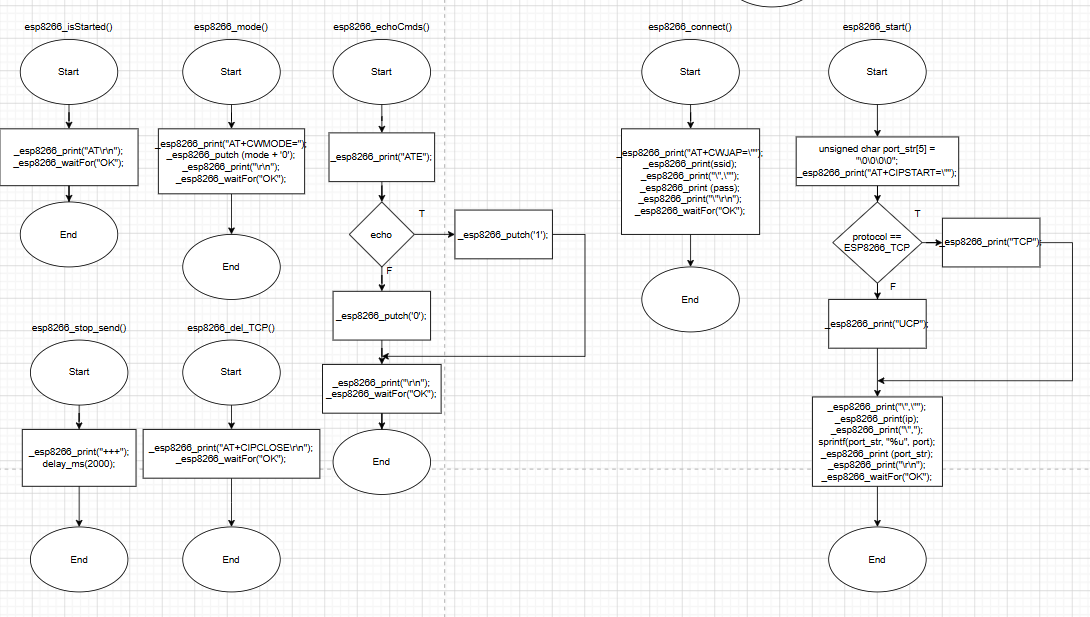 esp8266_isStarted()
Start
_esp8266_print("AT\r\n");
_esp8266_waitFor("OK");
End
esp8266_mode()
Start
_esp8266_print("AT+CWMODE=");
_esp8266_putch (mode + '0');
_esp8266_print("\r\n");
_esp8266_waitFor("OK");
End
esp8266_echoCmds()
Start
_esp8266_print("ATE");
echo
T
_esp8266_putch('1');
F
_esp8266_putch('0');
_esp8266_print("\r\n");
_esp8266_waitFor("OK");
End
esp8266_connect()
Start
_esp8266_print("AT+CWJAP=\"");
_esp8266_print(ssid);
_esp8266_print("\",\"");
_esp8266_print (pass);
_esp8266_print("\"\r\n");
_esp8266_waitFor("OK");
End
esp8266_start()
Start
unsigned char port_str[5] =
"\0\0\0\0";
_esp8266_print("AT+CIPSTART=\"");
protocol ==
ESP8266_TCP
T
_esp8266_print("TCP");
F
_esp8266_print("UCP");
_esp8266_print("\",\"");
_esp8266_print(ip);
_esp8266_print("\",");
sprintf(port_str, "%u", port);
_esp8266_print (port_str);
_esp8266_print("\r\n");
_esp8266_waitFor("OK");
End
esp8266_stop_send()
Start
_esp8266_print("+++");
delay_ms(2000);
End
esp8266_del_TCP()
Start
_esp8266_print("AT+CIPCLOSE\r\n");
_esp8266_waitFor("OK");
End